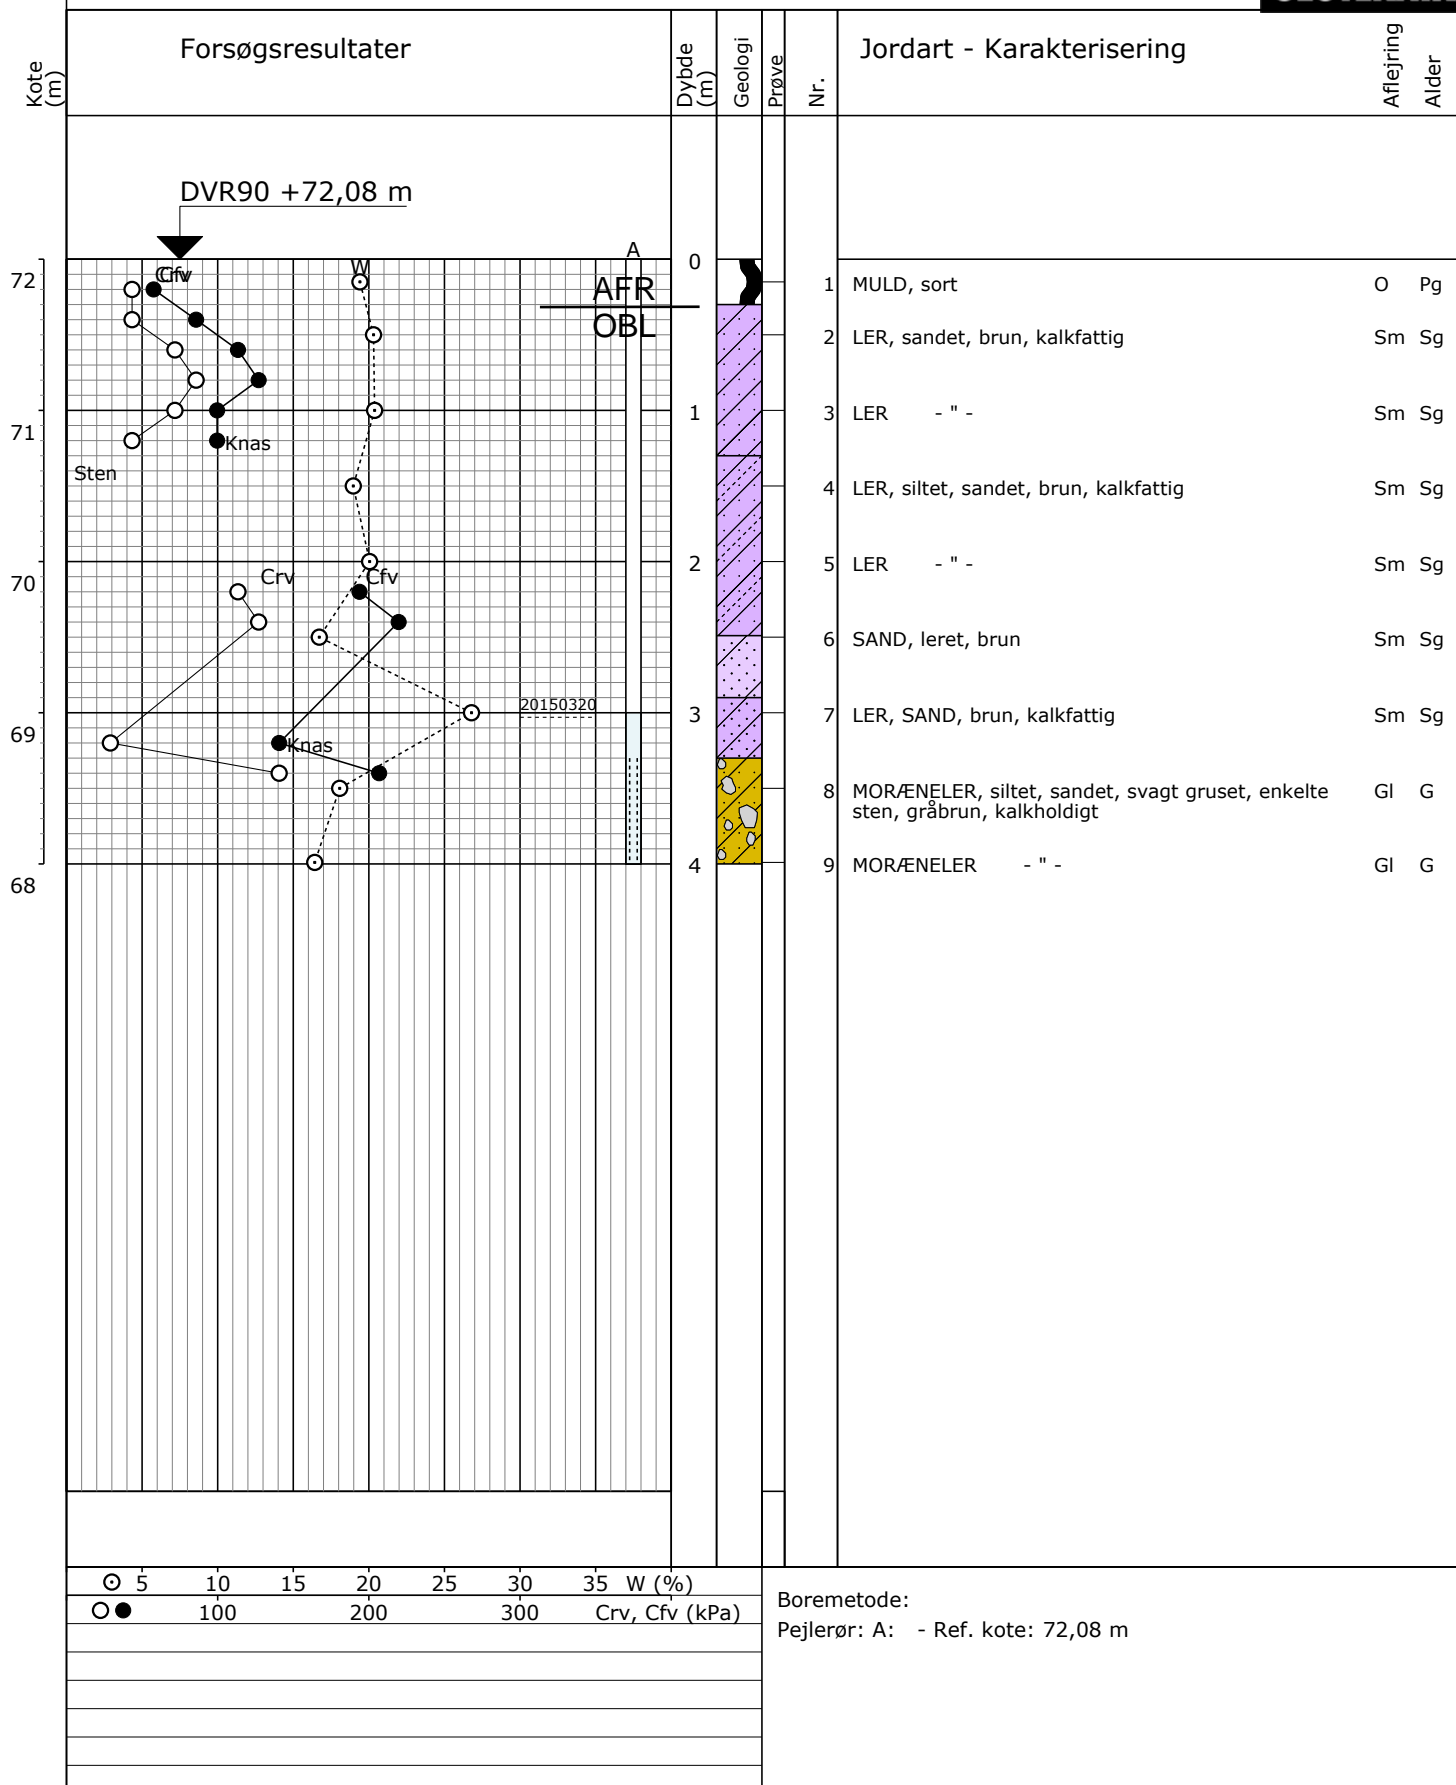 Kote (m)
Forsøgsresultater
Dybde (m)
Geologi
Prøve
Nr.
Jordart - Karakterisering
Aflejring
Alder
DVR90 +72,08 m
A
72
Crv
Cfv
W
AFR
OBL
0
1 MULD, sort O Pg
2 LER, sandet, brun, kalkfattig Sm Sg
71
Knas
1
3 LER - " - Sm Sg
Sten
4 LER, siltet, sandet, brun, kalkfattig Sm Sg
70
Crv
Cfv
2
5 LER - " - Sm Sg
6 SAND, leret, brun Sm Sg
69
20150320
Knas
3
7 LER, SAND, brun, kalkfattig Sm Sg
8 MORÆNELER, siltet, sandet, svagt gruset, enkelte Gl G
sten, gråbrun, kalkholdigt
68
4
9 MORÆNELER - " - Gl G
5 10 15 20 25 30 35 W (%)
100 200 300 Crv, Cfv (kPa)
Boremetode:
Pejlerør: A: - Ref. kote: 72,08 m